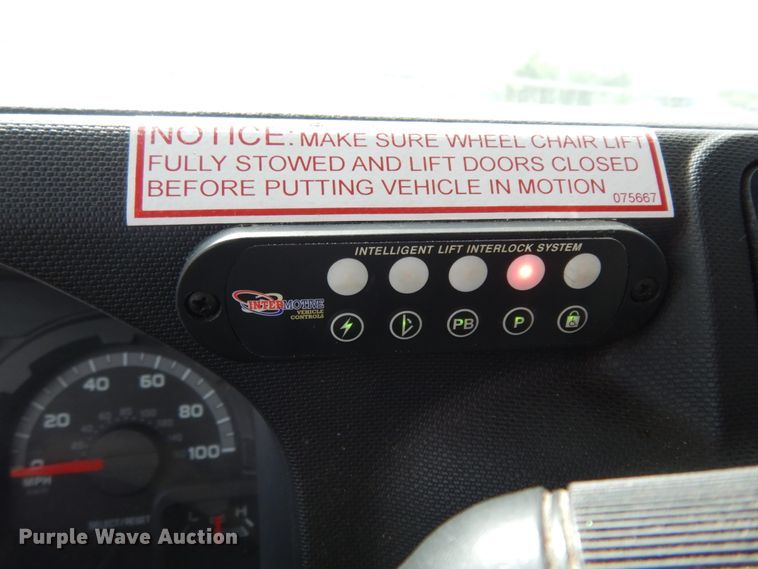 NOTICE: MAKE SURE WHEEL CHAIR LIFT
FULLY STOWED AND LIFT DOORS CLOSED
BEFORE PUTTING VEHICLE IN MOTION 075667
INTELLIGENT LIFT INTERLOCK SYSTEM
INTERMOTIVE
VEHICLE
CONTROLS
PB P
0 20 40 60 80 100
MPH
L H
Purple Wave Auction